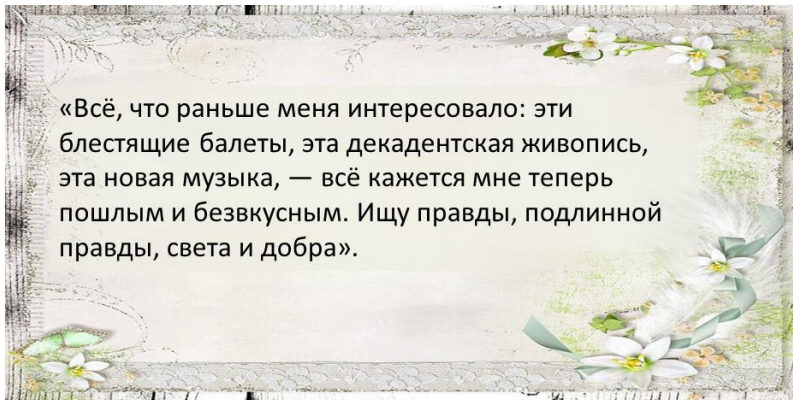 «Всё, что раньше меня интересовало: эти
блестящие балеты, эта декадентская живопись,
эта новая музыка, — всё кажется мне теперь
пошлым и безвкусным. Ищу правды, подлинной
правды, света и добра».